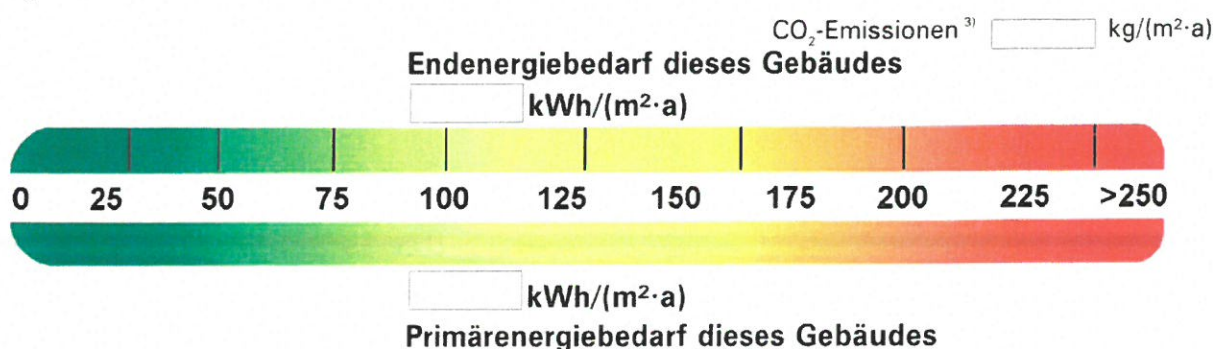 CO₂-Emissionen ³⁾ kg/(m²·a)
Endenergiebedarf dieses Gebäudes
kWh/(m²·a)
0 25 50 75 100 125 150 175 200 225 >250
kWh/(m²·a)
Primärenergiebedarf dieses Gebäudes